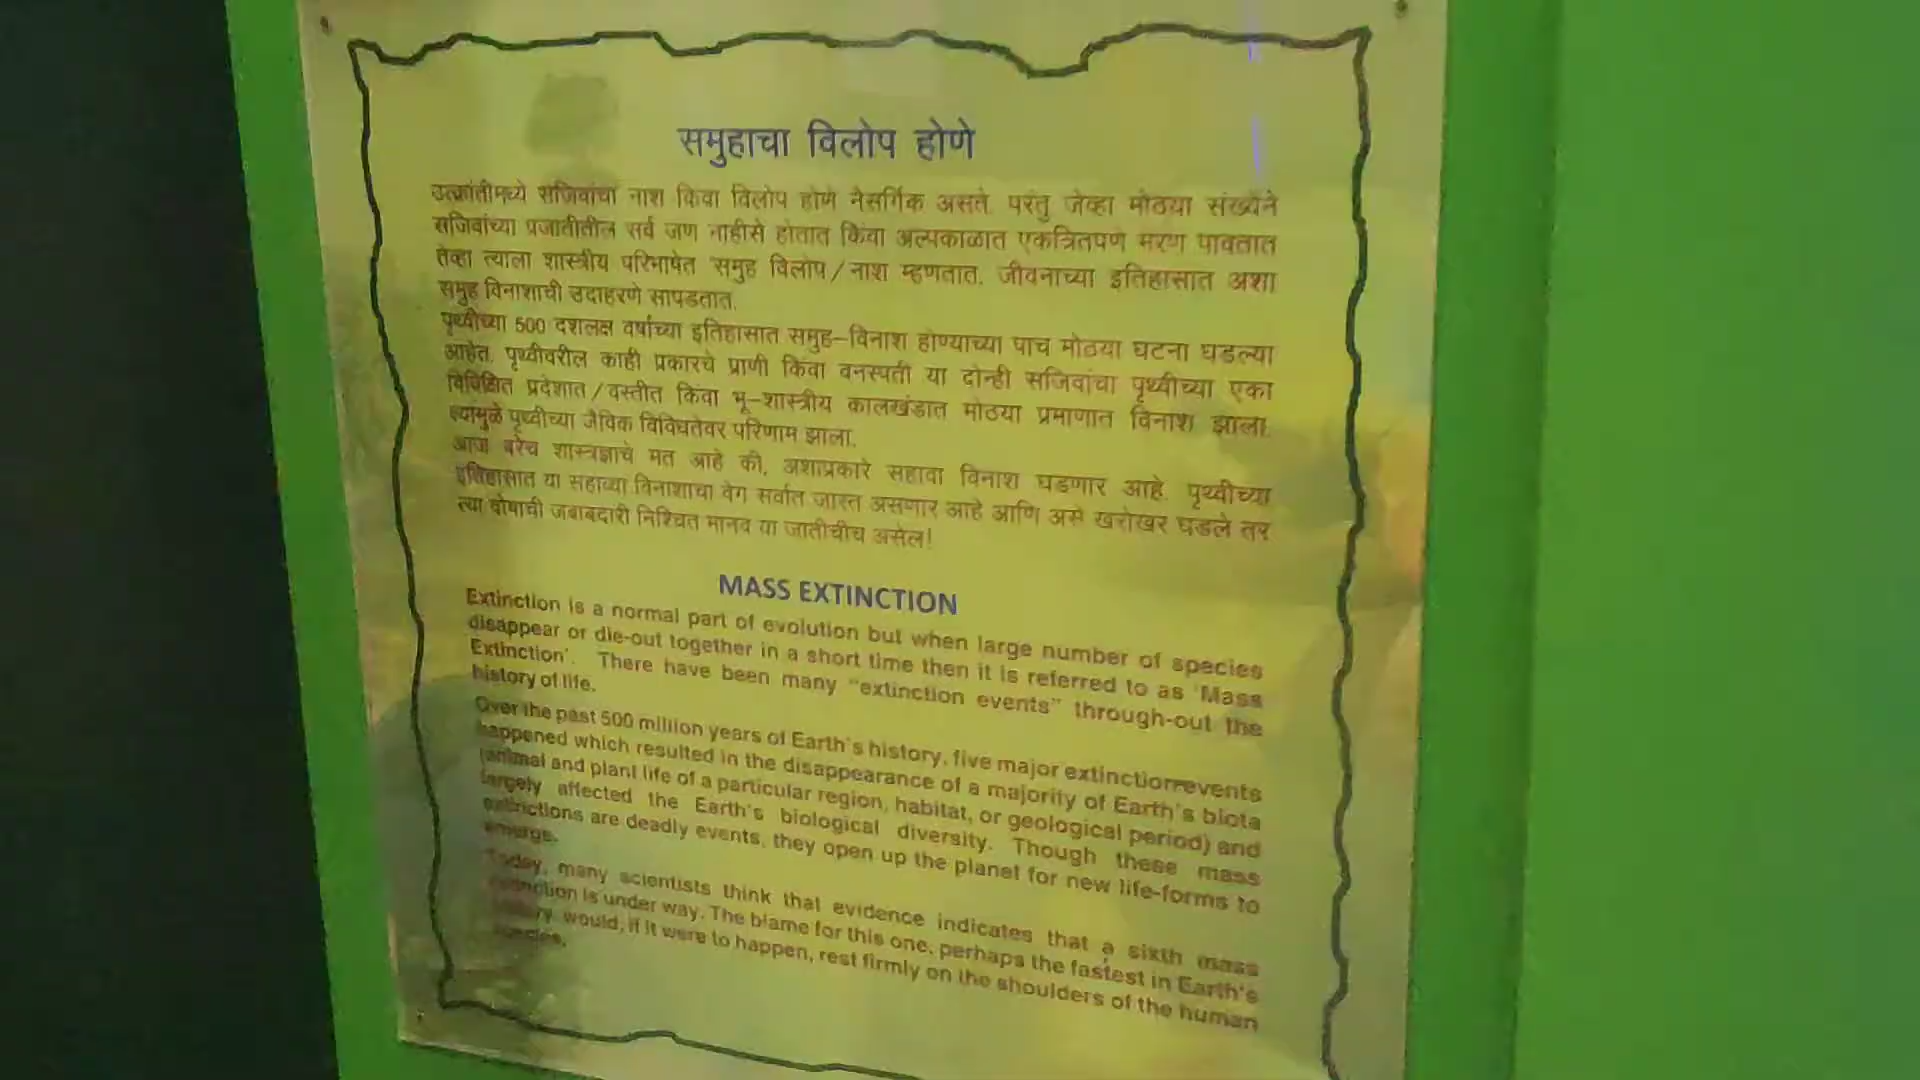 समुहाचा विलोप होणे
उत्क्रांतीमध्ये सजिवांचा नाश किंवा विलोप होणे नैसर्गिक असते. परंतु जेव्हा मोठया संख्येने
सजिवांच्या प्रजातीतील सर्व जण नाहीसे होतात किंवा अल्पकाळात एकत्रितपणे मरण पावतात
तेव्हा त्याला शास्त्रीय परिभाषेत 'समुह विलोप/नाश म्हणतात. जीवनाच्या इतिहासात अशा
समुह विनाशाची उदाहरणे सापडतात.
पृथ्वीच्या 500 दशलक्ष वर्षाच्या इतिहासात समुह–विनाश होण्याच्या पाच मोठया घटना घडल्या
आहेत. पृथ्वीवरील काही प्रकारचे प्राणी किंवा वनस्पती या दोन्ही सजिवांचा पृथ्वीच्या एका
विविक्षित प्रदेशात/वस्तीत किंवा भू–शास्त्रीय कालखंडात मोठया प्रमाणात विनाश झाला.
त्यामुळे पृथ्वीच्या जैविक विविधतेवर परिणाम झाला.
आज बरेच शास्त्रज्ञाचे मत आहे की, अशाप्रकारे सहावा विनाश घडणार आहे. पृथ्वीच्या
इतिहासात या सहाव्या विनाशाचा वेग सर्वात जास्त असणार आहे आणि असे खरोखर घडले तर
त्या दोषाची जबाबदारी निश्चित मानव या जातीचीच असेल!
MASS EXTINCTION
Extinction is a normal part of evolution but when large number of species
disappear or die-out together in a short time then it is referred to as 'Mass
Extinction'. There have been many "extinction events" through-out the
history of life.
Over the past 500 million years of Earth's history, five major extinction events
happened which resulted in the disappearance of a majority of Earth's biota
(animal and plant life of a particular region, habitat, or geological period) and
largely affected the Earth's biological diversity. Though these mass
extinctions are deadly events, they open up the planet for new life-forms to
emerge.
Today, many scientists think that evidence indicates that a sixth mass
extinction is under way. The blame for this one, perhaps the fastest in Earth's
history, would, if it were to happen, rest firmly on the shoulders of the human
species.